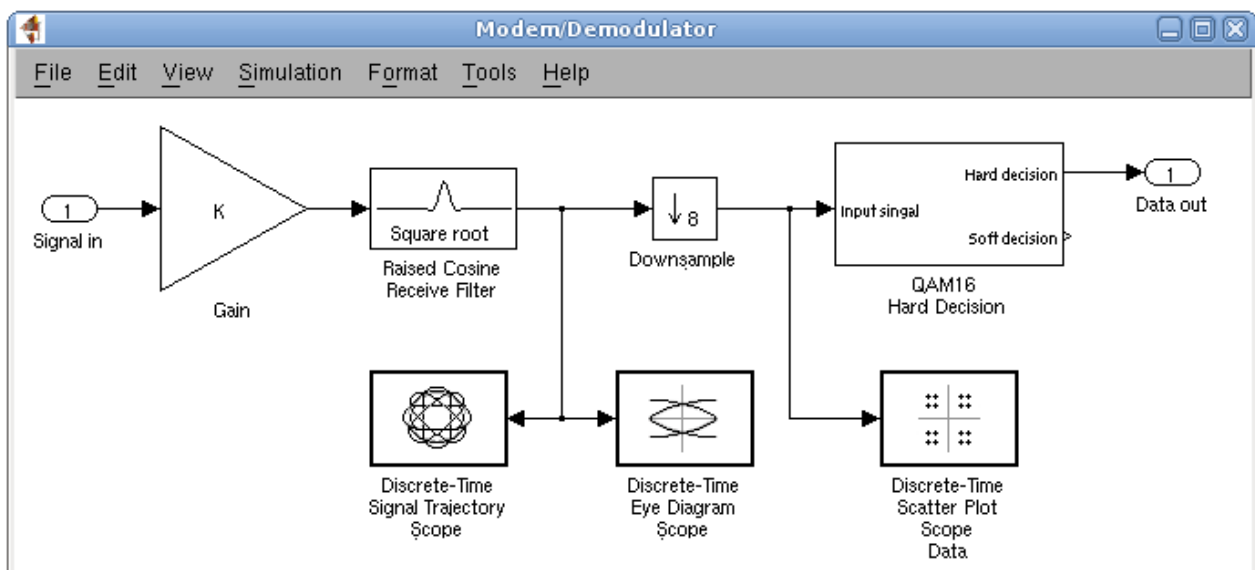 Modem/Demodulator
File Edit View Simulation Format Tools Help
1
Signal in
K
Gain
Square root
Raised Cosine
Receive Filter
8
Downsample
Input singal
Hard decision
Soft decision
QAM16
Hard Decision
1
Data out
Discrete-Time
Signal Trajectory
Scope
Discrete-Time
Eye Diagram
Scope
Discrete-Time
Scatter Plot
Scope
Data